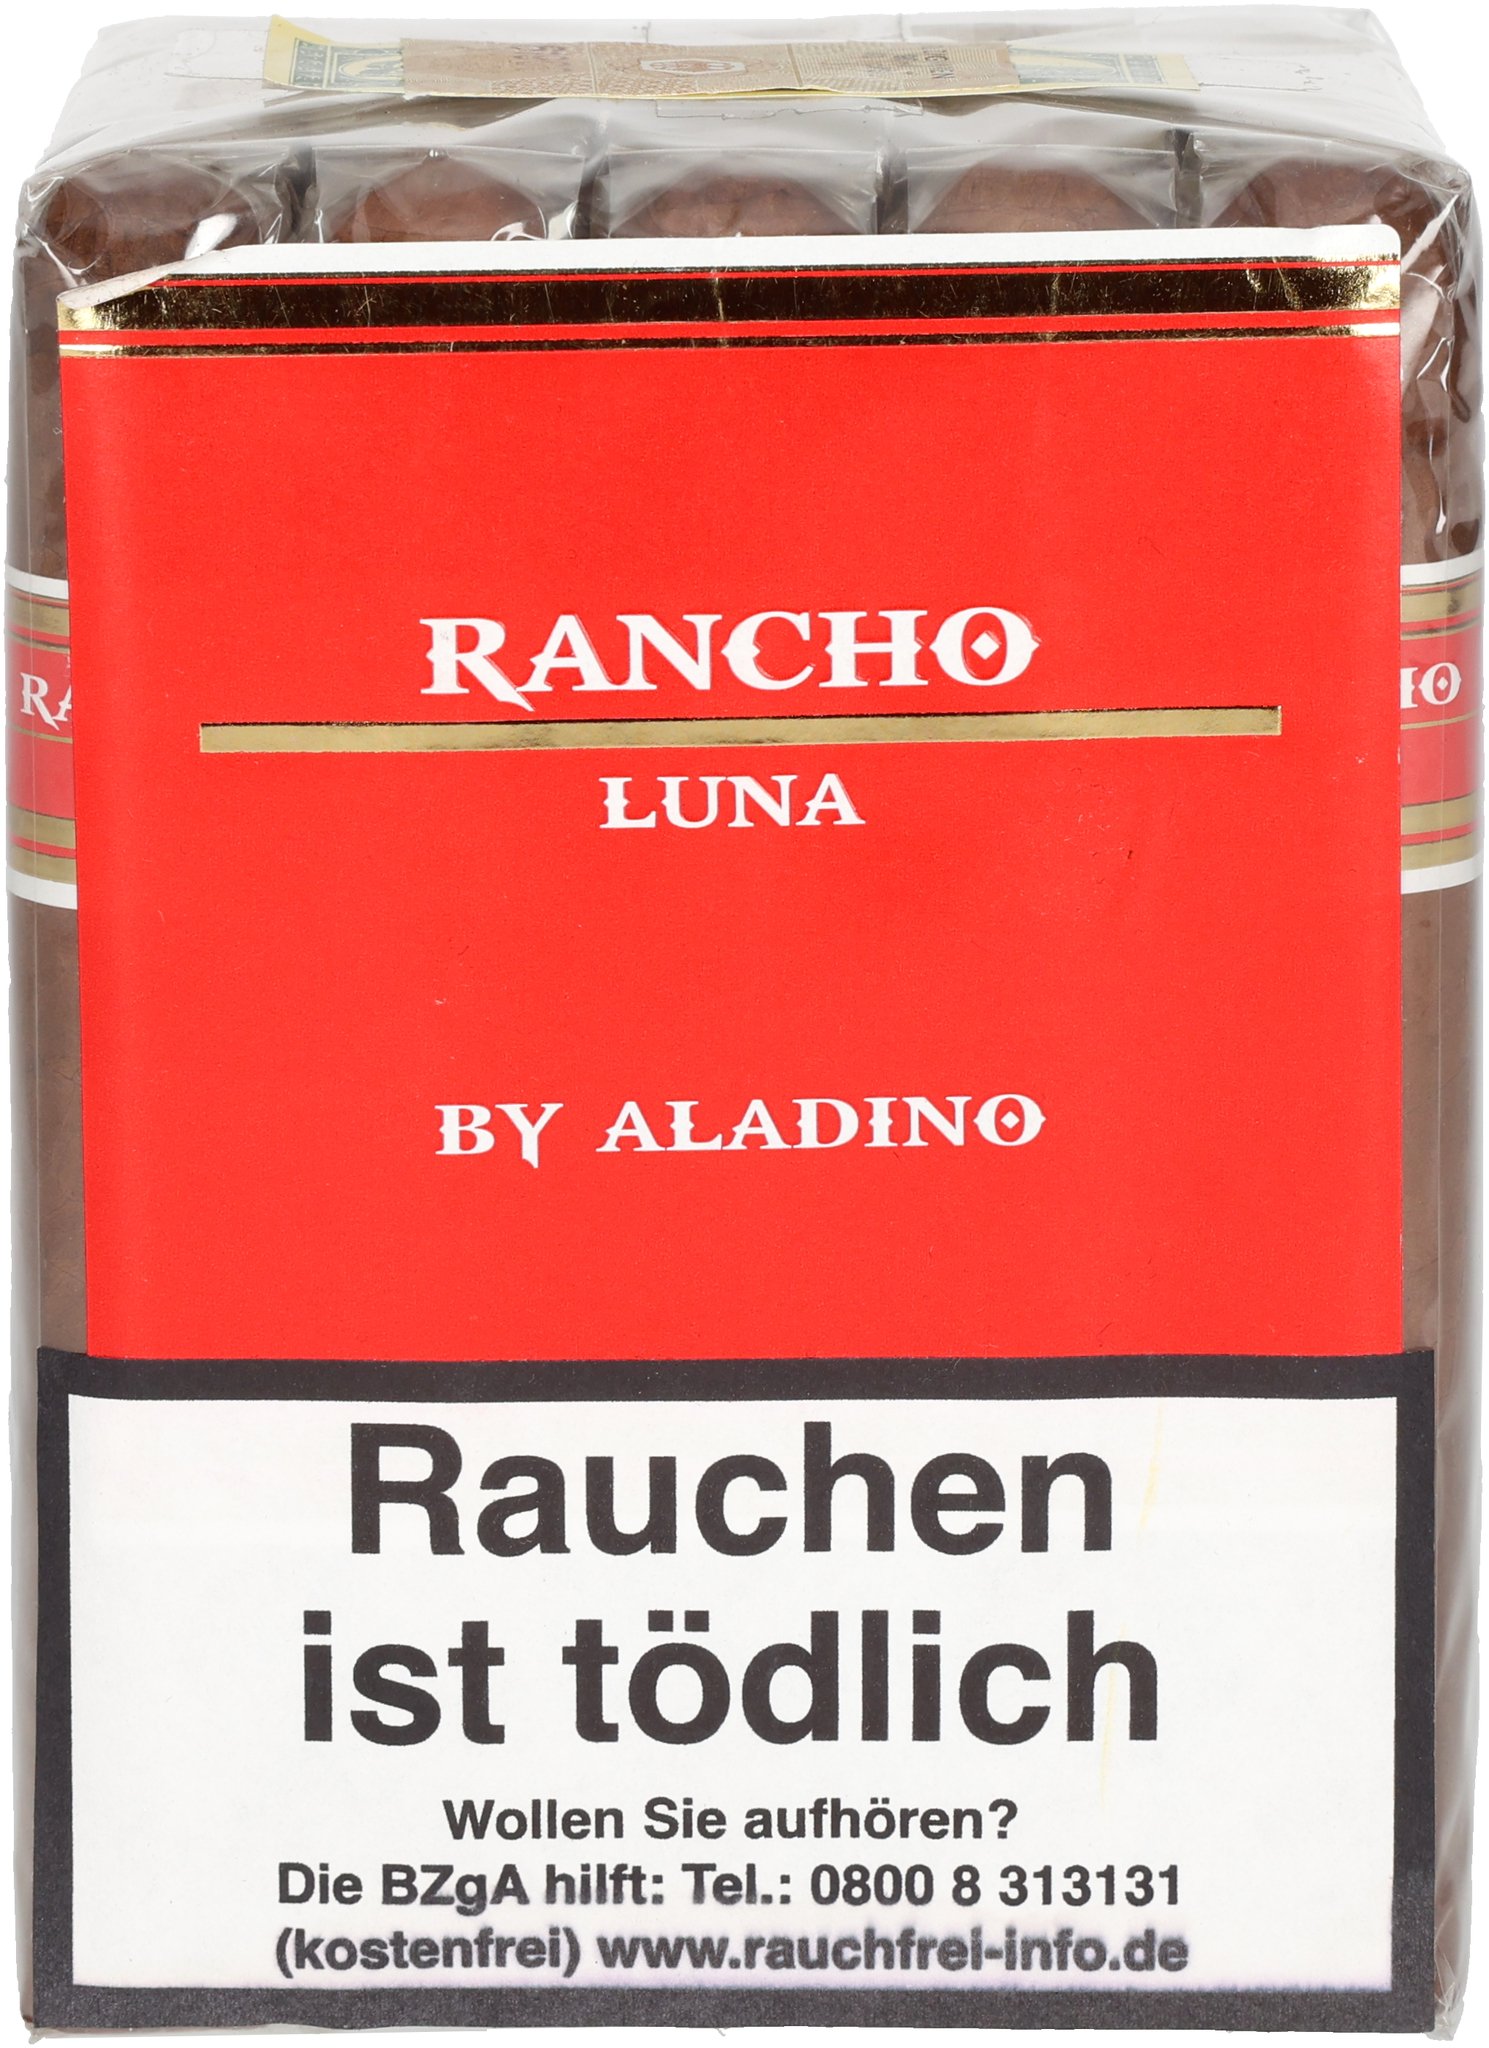 RANCHO
LUNA
BY ALADINO
Rauchen
ist tödlich
Wollen Sie aufhören?
Die BZgA hilft: Tel.: 0800 8 313131
(kostenfrei) www.rauchfrei-info.de